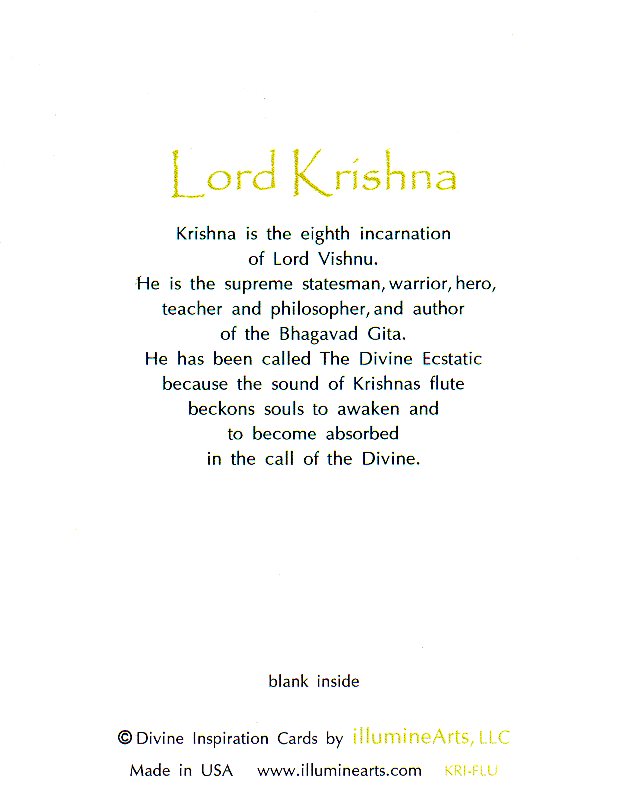 Lord Krishna
Krishna is the eighth incarnation
of Lord Vishnu.
He is the supreme statesman, warrior, hero,
teacher and philosopher, and author
of the Bhagavad Gita.
He has been called The Divine Ecstatic
because the sound of Krishnas flute
beckons souls to awaken and
to become absorbed
in the call of the Divine.
blank inside
© Divine Inspiration Cards by illumineArts, LLC
Made in USA www.illuminearts.com KRI-FLU